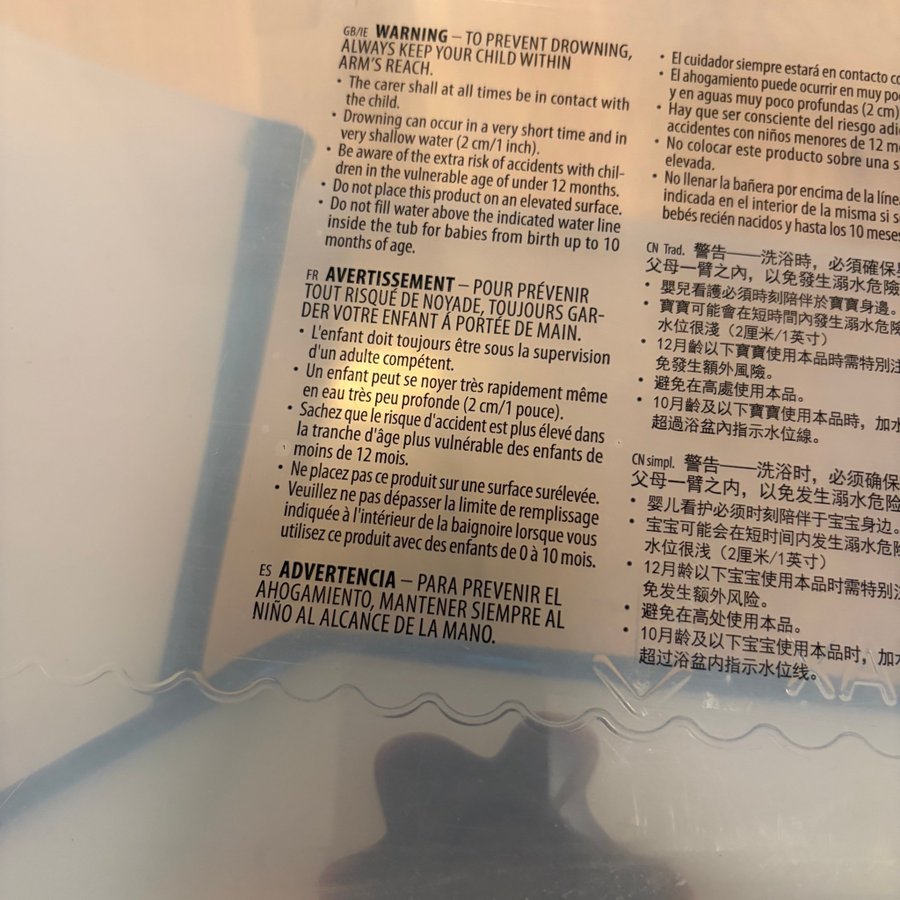 GB/IE WARNING – TO PREVENT DROWNING,
ALWAYS KEEP YOUR CHILD WITHIN
ARM'S REACH.
• The carer shall at all times be in contact with
the child.
• Drowning can occur in a very short time and in
very shallow water (2 cm/1 inch).
• Be aware of the extra risk of accidents with chil-
dren in the vulnerable age of under 12 months.
• Do not place this product on an elevated surface.
• Do not fill water above the indicated water line
inside the tub for babies from birth up to 10
months of age.
FR AVERTISSEMENT – POUR PRÉVENIR
TOUT RISQUÉ DE NOYADE, TOUJOURS GAR-
DER VOTRE ENFANT Á PORTÉE DE MAIN.
• L'enfant doit toujours être sous la supervision
d'un adulte compétent.
• Un enfant peut se noyer très rapidement même
en eau très peu profonde (2 cm/1 pouce).
• Sachez que le risque d'accident est plus élevé dans
la tranche d'âge plus vulnérable des enfants de
moins de 12 mois.
• Ne placez pas ce produit sur une surface surélevée.
• Veuillez ne pas dépasser la limite de remplissage
indiquée à l'intérieur de la baignoire lorsque vous
utilisez ce produit avec des enfants de 0 à 10 mois.
ES ADVERTENCIA – PARA PREVENIR EL
AHOGAMIENTO, MANTENER SIEMPRE AL
NIÑO AL ALCANCE DE LA MANO.
• El cuidador siempre estará en contacto
• El ahogamiento puede ocurrir en muy
y en aguas muy poco profundas (2 cm)
• Hay que ser consciente del riesgo
accidentes con niños menores de 12
• No colocar este producto sobre una
elevada.
• No llenar la bañera por encima de la
indicada en el interior de la misma si
bebés recién nacidos y hasta los 10 meses
CN Trad. 警告——洗浴時，必須確保
父母一臂之內，以免發生溺水危險
• 嬰兒看護必須時刻陪伴於寶寶身邊。
• 寶寶可能會在短時間內發生溺水危險
水位很淺（2厘米/1英寸）
• 12月齡以下寶寶使用本品時需特別
免發生額外風險。
• 避免在高處使用本品。
• 10月齡及以下寶寶使用本品時，加水
超過浴盆內指示水位線。
CN simpl. 警告——洗浴时，必须确保
父母一臂之内，以免发生溺水危险
• 婴儿看护必须时刻陪伴于宝宝身边。
• 宝宝可能会在短时间内发生溺水危险
水位很浅（2厘米/1英寸）
• 12月龄以下宝宝使用本品时需特别
免发生额外风险。
• 避免在高处使用本品。
• 10月龄及以下宝宝使用本品时，加水
超过浴盆内指示水位线。